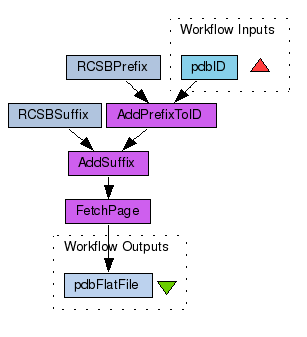 Workflow Inputs
RCSBPrefix
pdbID
RCSBSuffix
AddPrefixToID
AddSuffix
FetchPage
Workflow Outputs
pdbFlatFile